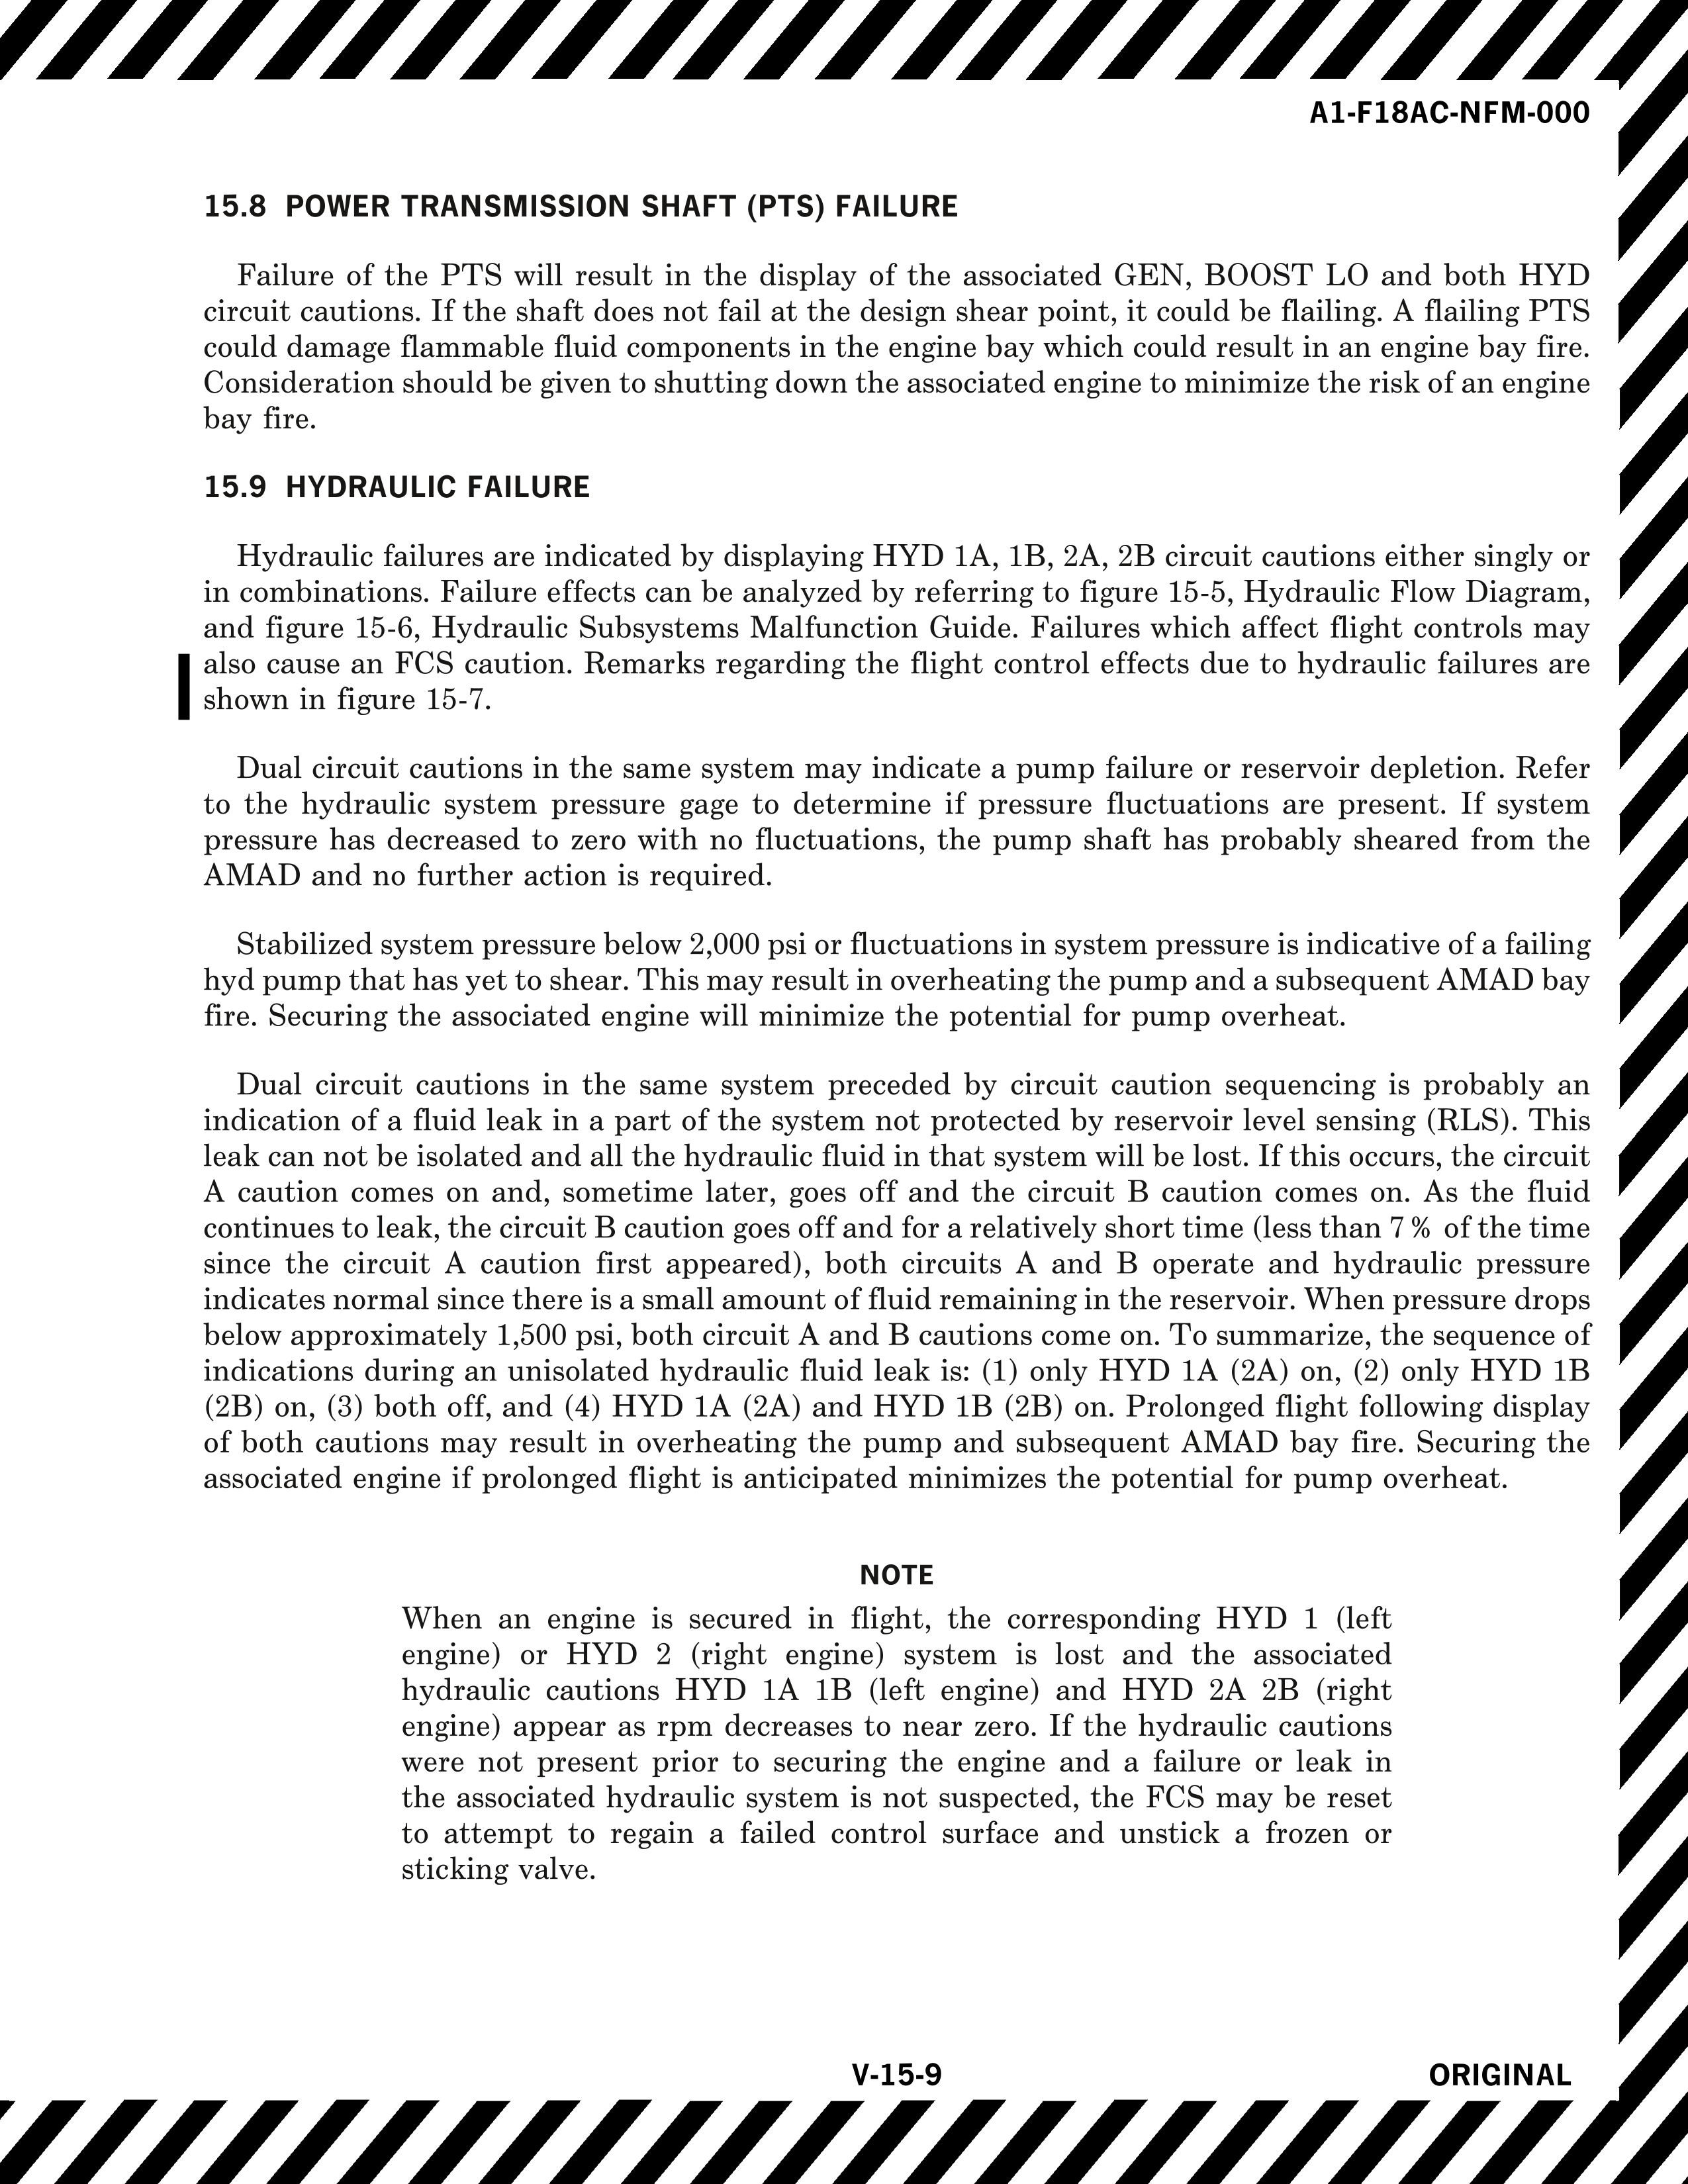 A1-F18AC-NFM-000
15.8 POWER TRANSMISSION SHAFT (PTS) FAILURE
Failure of the PTS will result in the display of the associated GEN, BOOST LO and both HYD
circuit cautions. If the shaft does not fail at the design shear point, it could be flailing. A flailing PTS
could damage flammable fluid components in the engine bay which could result in an engine bay fire.
Consideration should be given to shutting down the associated engine to minimize the risk of an engine
bay fire.
15.9 HYDRAULIC FAILURE
Hydraulic failures are indicated by displaying HYD 1A, 1B, 2A, 2B circuit cautions either singly or
in combinations. Failure effects can be analyzed by referring to figure 15-5, Hydraulic Flow Diagram,
and figure 15-6, Hydraulic Subsystems Malfunction Guide. Failures which affect flight controls may
also cause an FCS caution. Remarks regarding the flight control effects due to hydraulic failures are
shown in figure 15-7.
Dual circuit cautions in the same system may indicate a pump failure or reservoir depletion. Refer
to the hydraulic system pressure gage to determine if pressure fluctuations are present. If system
pressure has decreased to zero with no fluctuations, the pump shaft has probably sheared from the
AMAD and no further action is required.
Stabilized system pressure below 2,000 psi or fluctuations in system pressure is indicative of a failing
hyd pump that has yet to shear. This may result in overheating the pump and a subsequent AMAD bay
fire. Securing the associated engine will minimize the potential for pump overheat.
Dual circuit cautions in the same system preceded by circuit caution sequencing is probably an
indication of a fluid leak in a part of the system not protected by reservoir level sensing (RLS). This
leak can not be isolated and all the hydraulic fluid in that system will be lost. If this occurs, the circuit
A caution comes on and, sometime later, goes off and the circuit B caution comes on. As the fluid
continues to leak, the circuit B caution goes off and for a relatively short time (less than 7% of the time
since the circuit A caution first appeared), both circuits A and B operate and hydraulic pressure
indicates normal since there is a small amount of fluid remaining in the reservoir. When pressure drops
below approximately 1,500 psi, both circuit A and B cautions come on. To summarize, the sequence of
indications during an unisolated hydraulic fluid leak is: (1) only HYD 1A (2A) on, (2) only HYD 1B
(2B) on, (3) both off, and (4) HYD 1A (2A) and HYD 1B (2B) on. Prolonged flight following display
of both cautions may result in overheating the pump and subsequent AMAD bay fire. Securing the
associated engine if prolonged flight is anticipated minimizes the potential for pump overheat.
NOTE
When an engine is secured in flight, the corresponding HYD 1 (left
engine) or HYD 2 (right engine) system is lost and the associated
hydraulic cautions HYD 1A 1B (left engine) and HYD 2A 2B (right
engine) appear as rpm decreases to near zero. If the hydraulic cautions
were not present prior to securing the engine and a failure or leak in
the associated hydraulic system is not suspected, the FCS may be reset
to attempt to regain a failed control surface and unstick a frozen or
sticking valve.
V-15-9
ORIGINAL